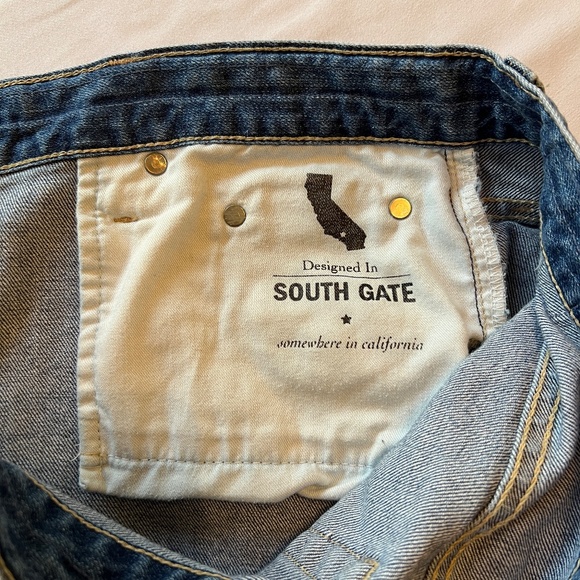 Designed In
SOUTH GATE
somewhere in california